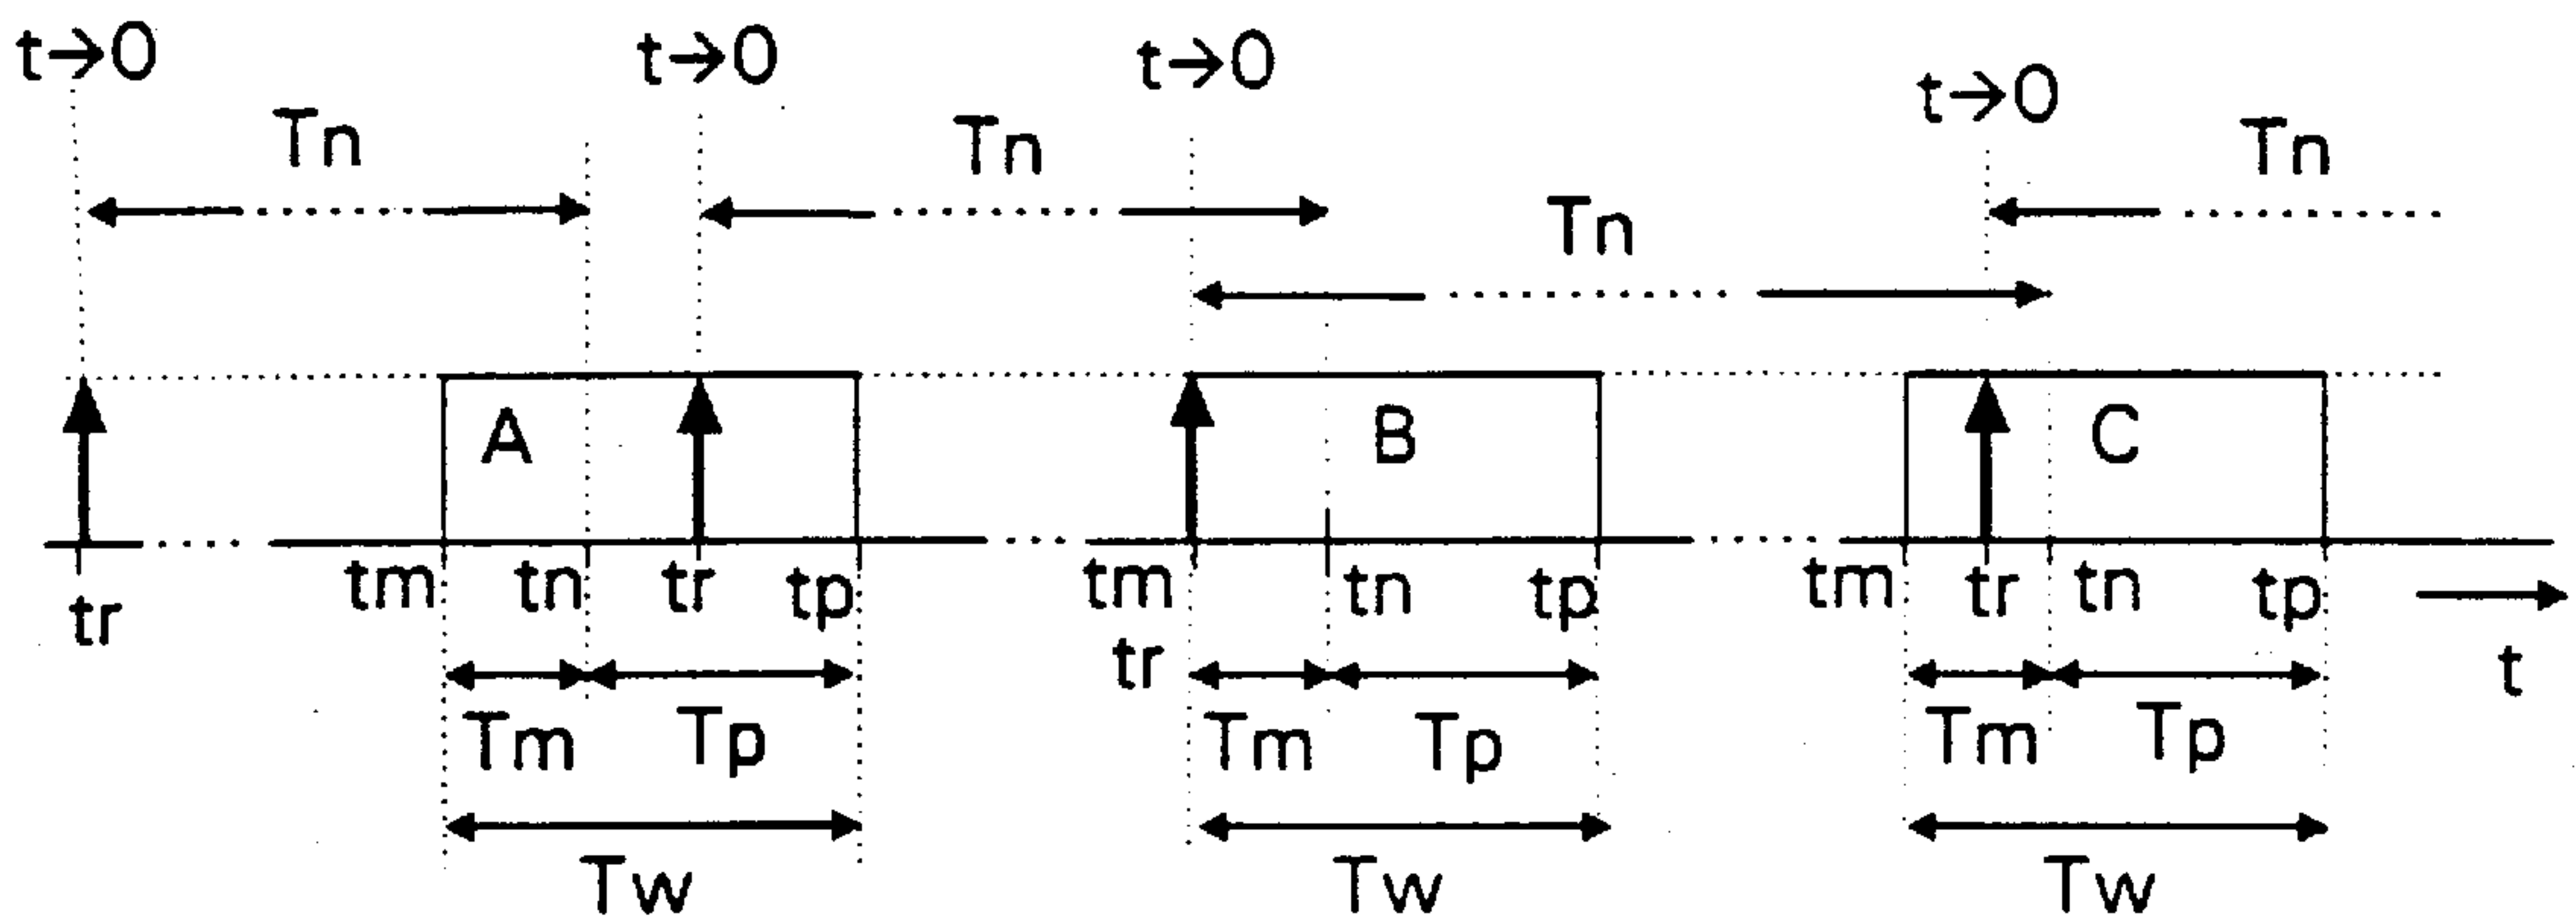 t→0 t→0 t→0 t→0
Tn Tn Tn
Tn
A B C
tm tn tr tp tm tn tp tm tr tn tp
tr tr t
Tm Tp Tm Tp Tm Tp
Tw Tw Tw